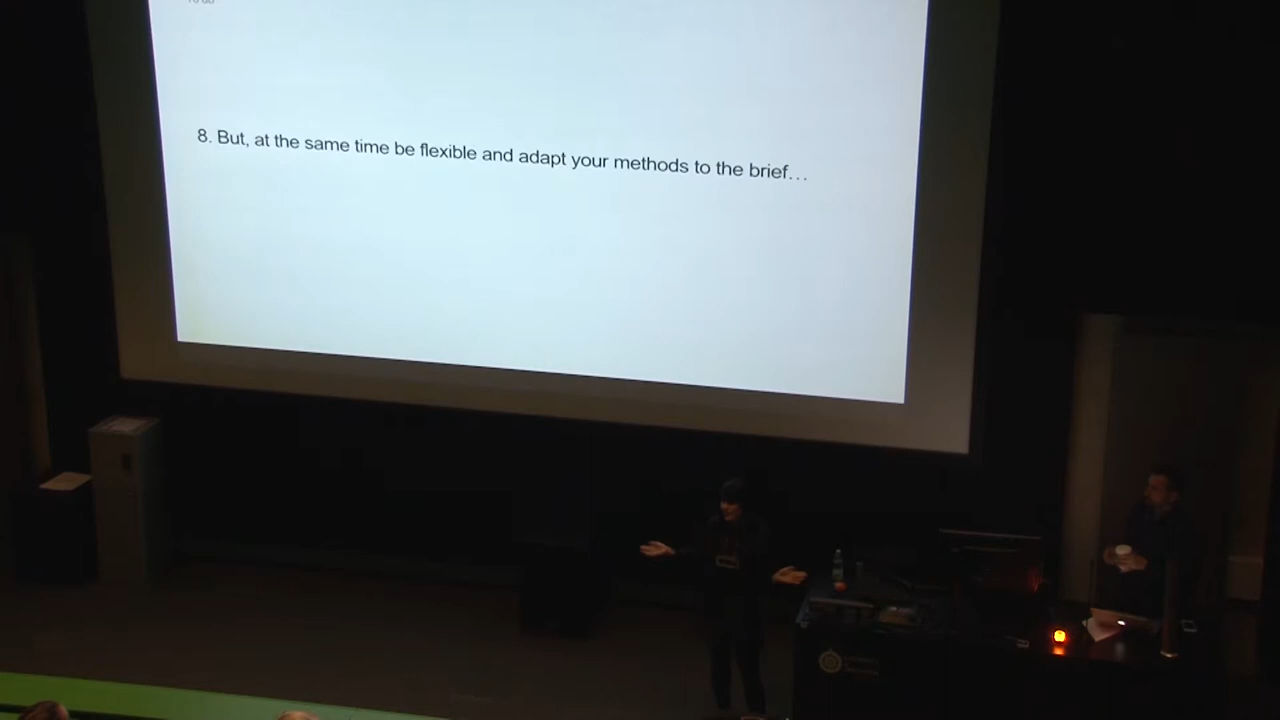 8. But, at the same time be flexible and adapt your methods to the brief…